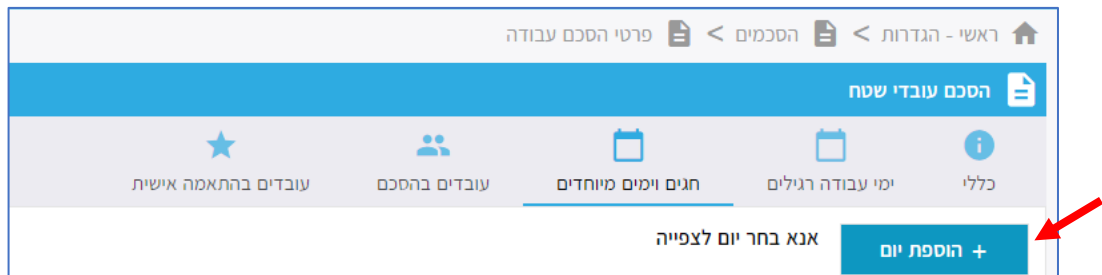 ראשי - הגדרות > הסכמים > פרטי הסכם עבודה
הסכם עובדי שטח
כללי ימי עבודה רגילים חגים וימים מיוחדים עובדים בהסכם עובדים בהתאמה אישית
+ הוספת יום אנא בחר יום לצפייה